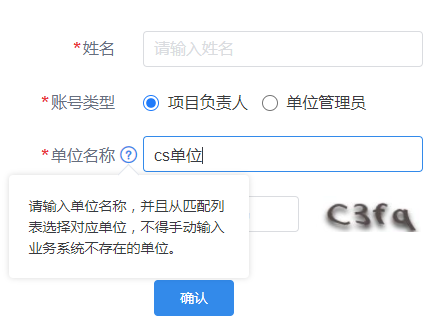 *姓名 请输入姓名
*账号类型 项目负责人 单位管理员
*单位名称 ? cs单位
请输入单位名称，并且从匹配列
表选择对应单位，不得手动输入
业务系统不存在的单位。
C3fq
确认